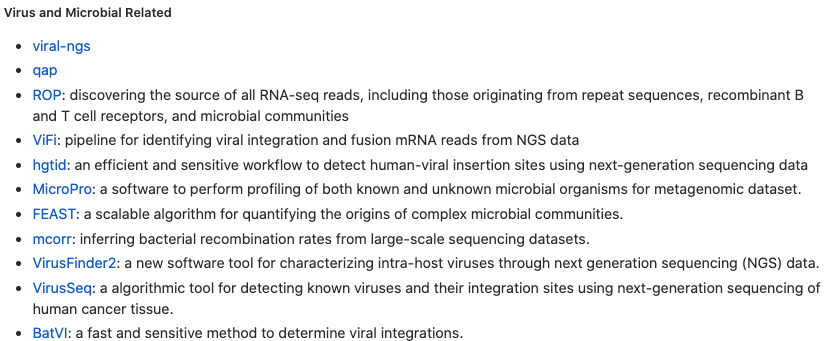 Virus and Microbial Related
• viral-ngs
• qap
• ROP: discovering the source of all RNA-seq reads, including those originating from repeat sequences, recombinant B
and T cell receptors, and microbial communities
• ViFi: pipeline for identifying viral integration and fusion mRNA reads from NGS data
• hgtid: an efficient and sensitive workflow to detect human-viral insertion sites using next-generation sequencing data
• MicroPro: a software to perform profiling of both known and unknown microbial organisms for metagenomic dataset.
• FEAST: a scalable algorithm for quantifying the origins of complex microbial communities.
• mcorr: inferring bacterial recombination rates from large-scale sequencing datasets.
• VirusFinder2: a new software tool for characterizing intra-host viruses through next generation sequencing (NGS) data.
• VirusSeq: a algorithmic tool for detecting known viruses and their integration sites using next-generation sequencing of
human cancer tissue.
• BatVI: a fast and sensitive method to determine viral integrations.